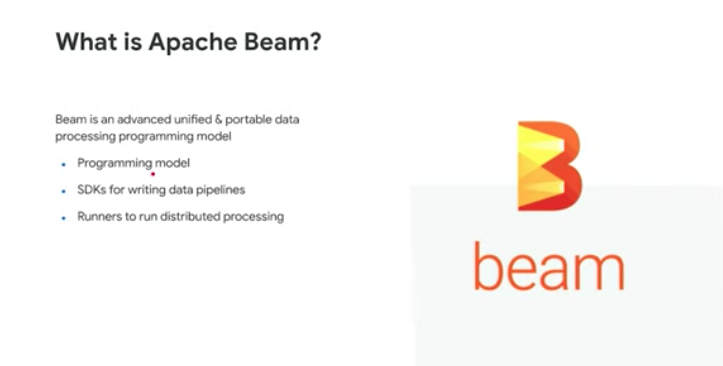 What is Apache Beam?
Beam is an advanced unified & portable data
processing programming model
• Programming model
• SDKs for writing data pipelines
• Runners to run distributed processing
beam